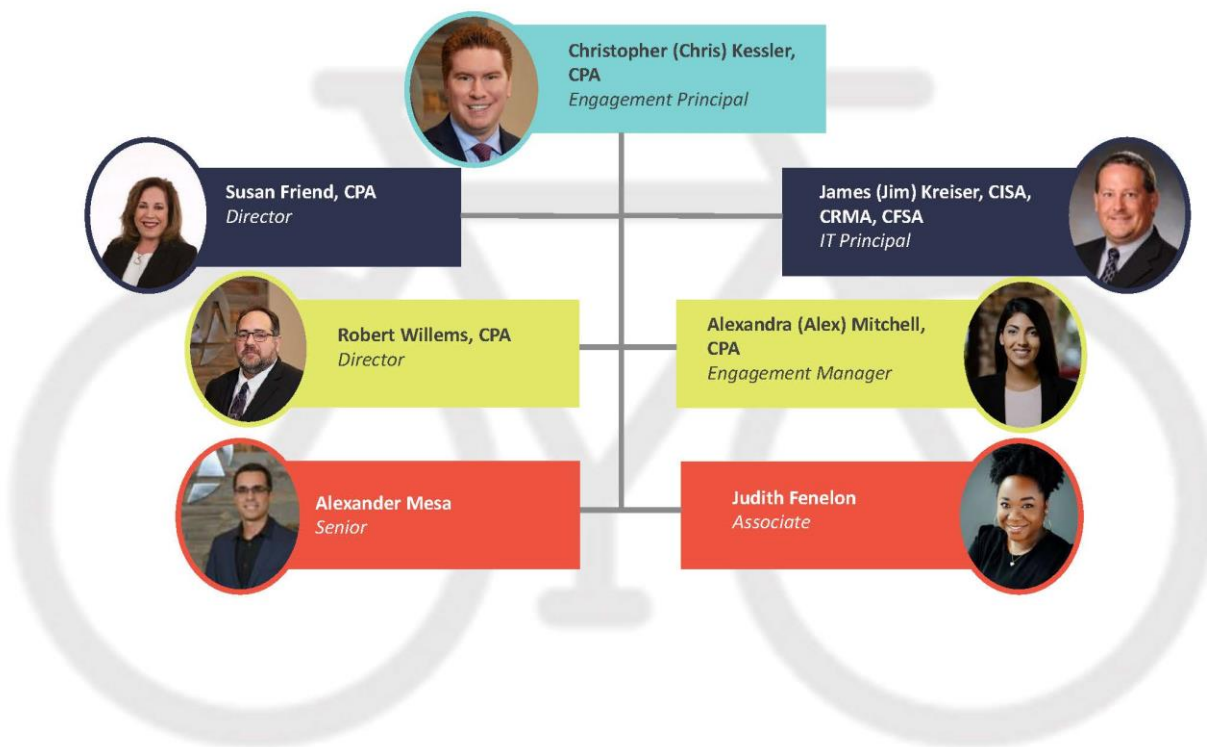 Christopher (Chris) Kessler,
CPA
Engagement Principal
Susan Friend, CPA
Director
James (Jim) Kreiser, CISA,
CRMA, CFSA
IT Principal
Robert Willems, CPA
Director
Alexandra (Alex) Mitchell,
CPA
Engagement Manager
Alexander Mesa
Senior
Judith Fenelon
Associate